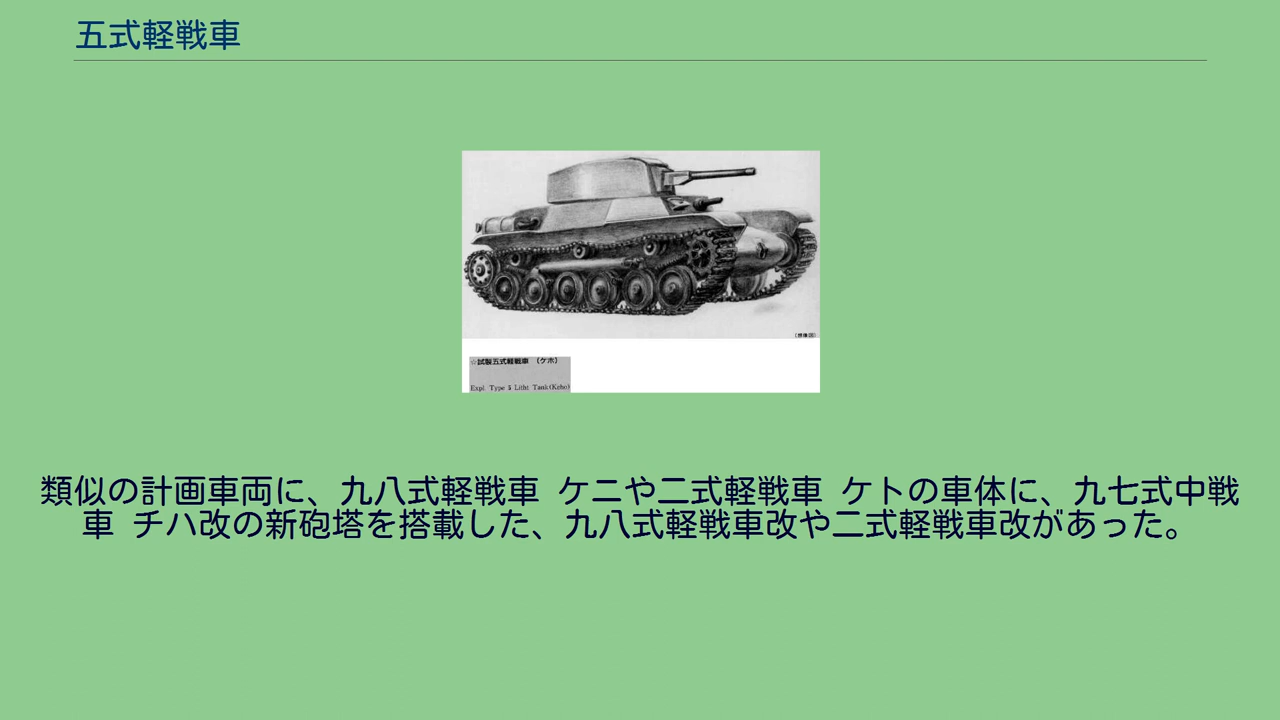 五式軽戦車
(想像図)
☆試製五式軽戦車 (ケホ)
Expl. Type 5 Litht Tank(Keho)
類似の計画車両に、九八式軽戦車 ケニや二式軽戦車 ケトの車体に、九七式中戦
車 チハ改の新砲塔を搭載した、九八式軽戦車改や二式軽戦車改があった。